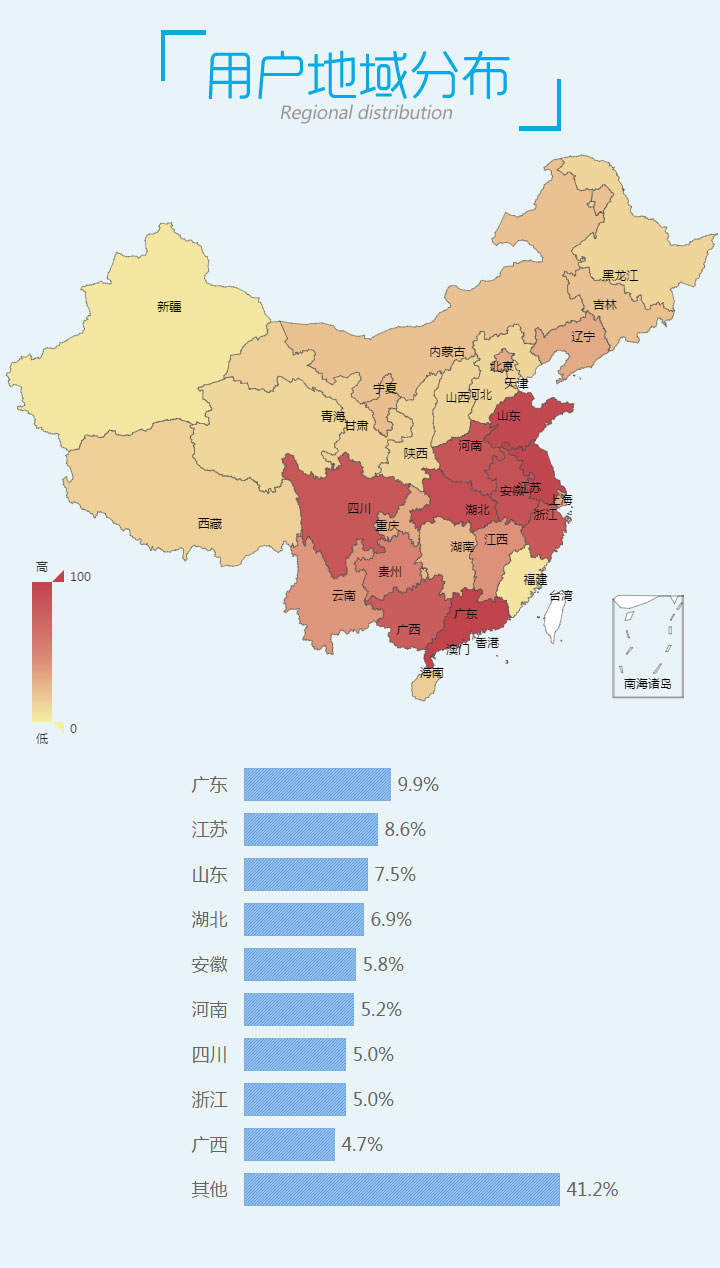 用户地域分布
Regional distribution
黑龙江
吉林
新疆
辽宁
内蒙古
北京
天津
宁夏
山西
河北
青海
甘肃
山东
河南
陕西
安徽
江苏
上海
四川
湖北
浙江
西藏
重庆
江西
湖南
贵州
福建
云南
台湾
广东
广西
香港
澳门
海南
南海诸岛
高
100
0
低
广东 9.9%
江苏 8.6%
山东 7.5%
湖北 6.9%
安徽 5.8%
河南 5.2%
四川 5.0%
浙江 5.0%
广西 4.7%
其他 41.2%